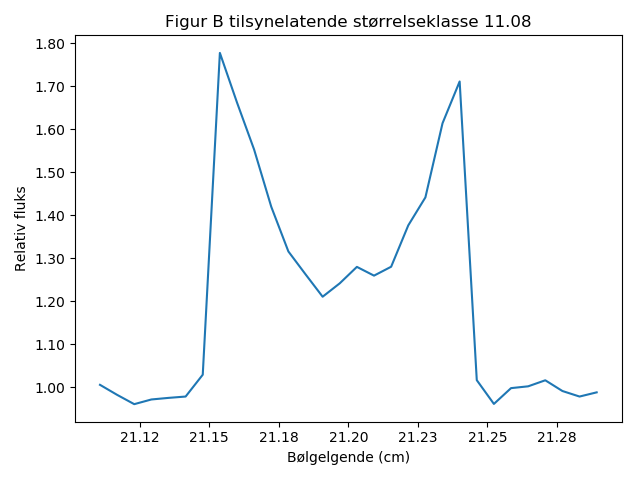 Figur B tilsynelatende størrelseklasse 11.08
1.80
1.70
1.60
1.50
1.40
1.30
1.20
1.10
1.00
Relativ fluks
21.12 21.15 21.18 21.20 21.23 21.25 21.28
Bølgelgende (cm)